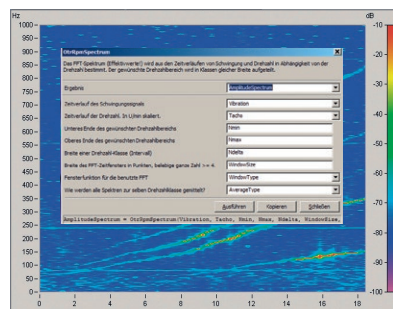 Hz
dB
1000
950
900
850
800
750
700
650
600
550
500
450
400
350
300
250
200
150
100
50
0
0 2 4 6 8 10 12 14 16 18
-10
-20
-30
-40
-50
-60
-70
-80
-90
-100
OtrRpmSpectrum
Das FFT-Spektrum (Effektivwerte!) wird aus den Zeitverläufen von Schwingung und Drehzahl in Abhängigkeit von der
Drehzahl bestimmt. Der gewünschte Drehzahlbereich wird in Klassen gleicher Breite aufgeteilt.
Ergebnis AmplitudeSpectrum
Zeitverlauf des Schwingungssignals Vibration
Zeitverlauf der Drehzahl. In U/min skaliert. Tacho
Unteres Ende des gewünschten Drehzahlbereichs Nmin
Oberes Ende des gewünschten Drehzahlbereichs Nmax
Breite einer Drehzahl-Klasse (Intervall) Ndelta
Breite des FFT-Zeitfensters in Punkten, beliebige ganze Zahl >= 4 WindowSize
Fensterfunktion für die benutzte FFT WindowType
Wie werden alle Spektren zur selben Drehzahlklasse gemittelt? AverageType
Ausführen Kopieren Schließen
AmplitudeSpectrum = OtrRpmSpectrum(Vibration, Tacho, Nmin, Nmax, Ndelta, WindowSize,